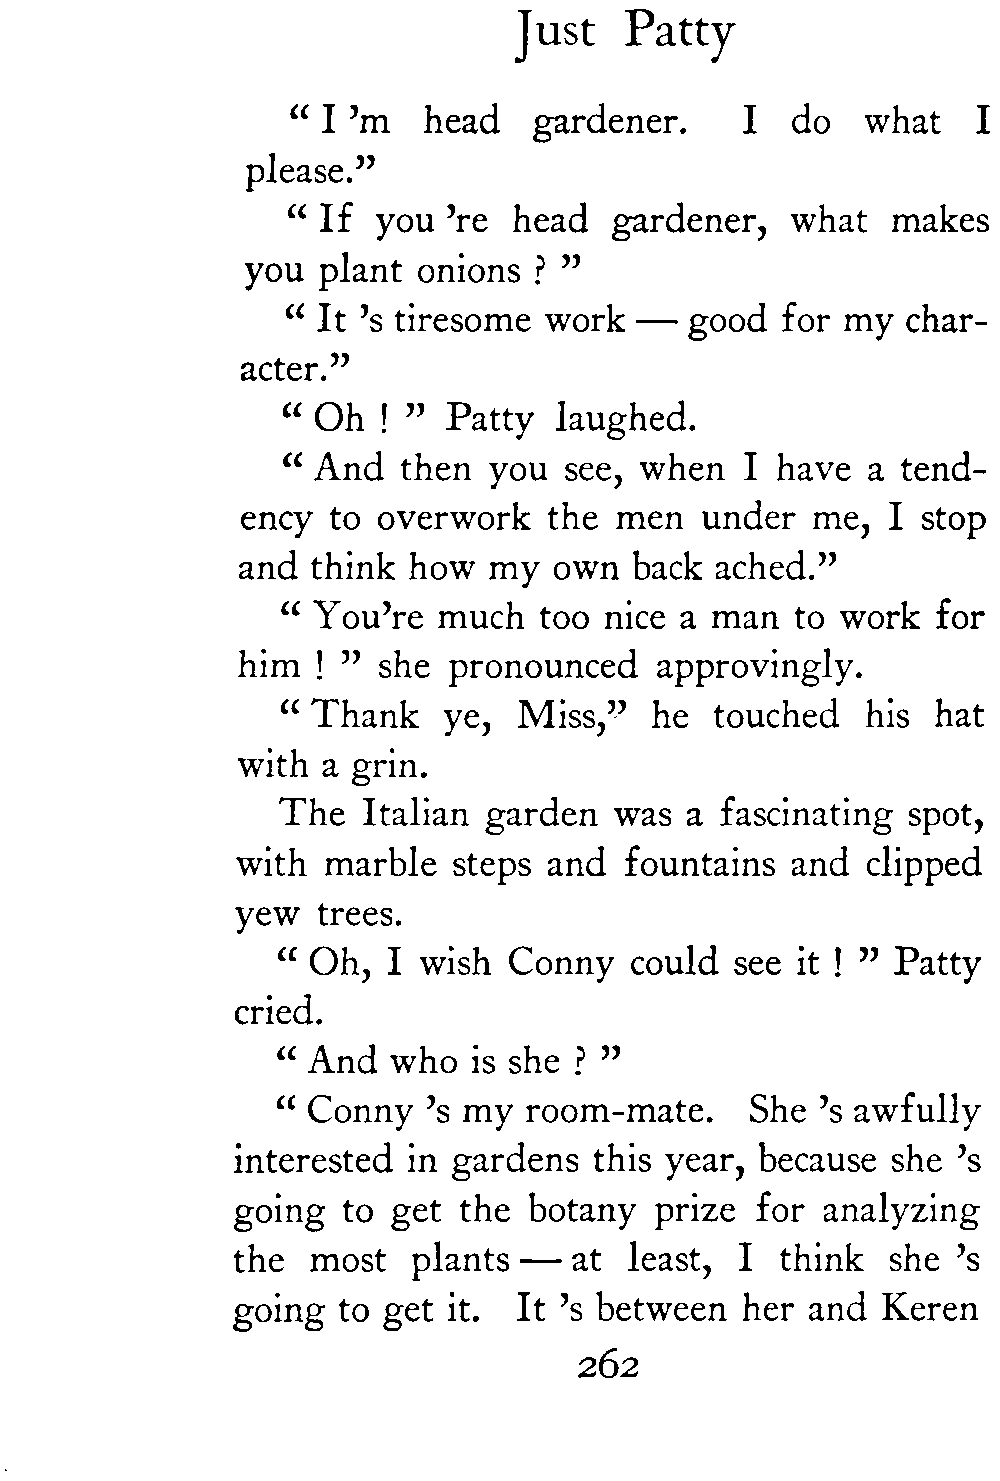 Just Patty
“ I ’m head gardener. I do what I
please.”
“ If you ’re head gardener, what makes
you plant onions ? ”
“ It ’s tiresome work — good for my char-
acter.”
“ Oh ! ” Patty laughed.
“ And then you see, when I have a tend-
ency to overwork the men under me, I stop
and think how my own back ached.”
“ You’re much too nice a man to work for
him ! ” she pronounced approvingly.
“ Thank ye, Miss,” he touched his hat
with a grin.
The Italian garden was a fascinating spot,
with marble steps and fountains and clipped
yew trees.
“ Oh, I wish Conny could see it ! ” Patty
cried.
“ And who is she ? ”
“ Conny ’s my room-mate. She ’s awfully
interested in gardens this year, because she ’s
going to get the botany prize for analyzing
the most plants — at least, I think she ’s
going to get it. It ’s between her and Keren
262